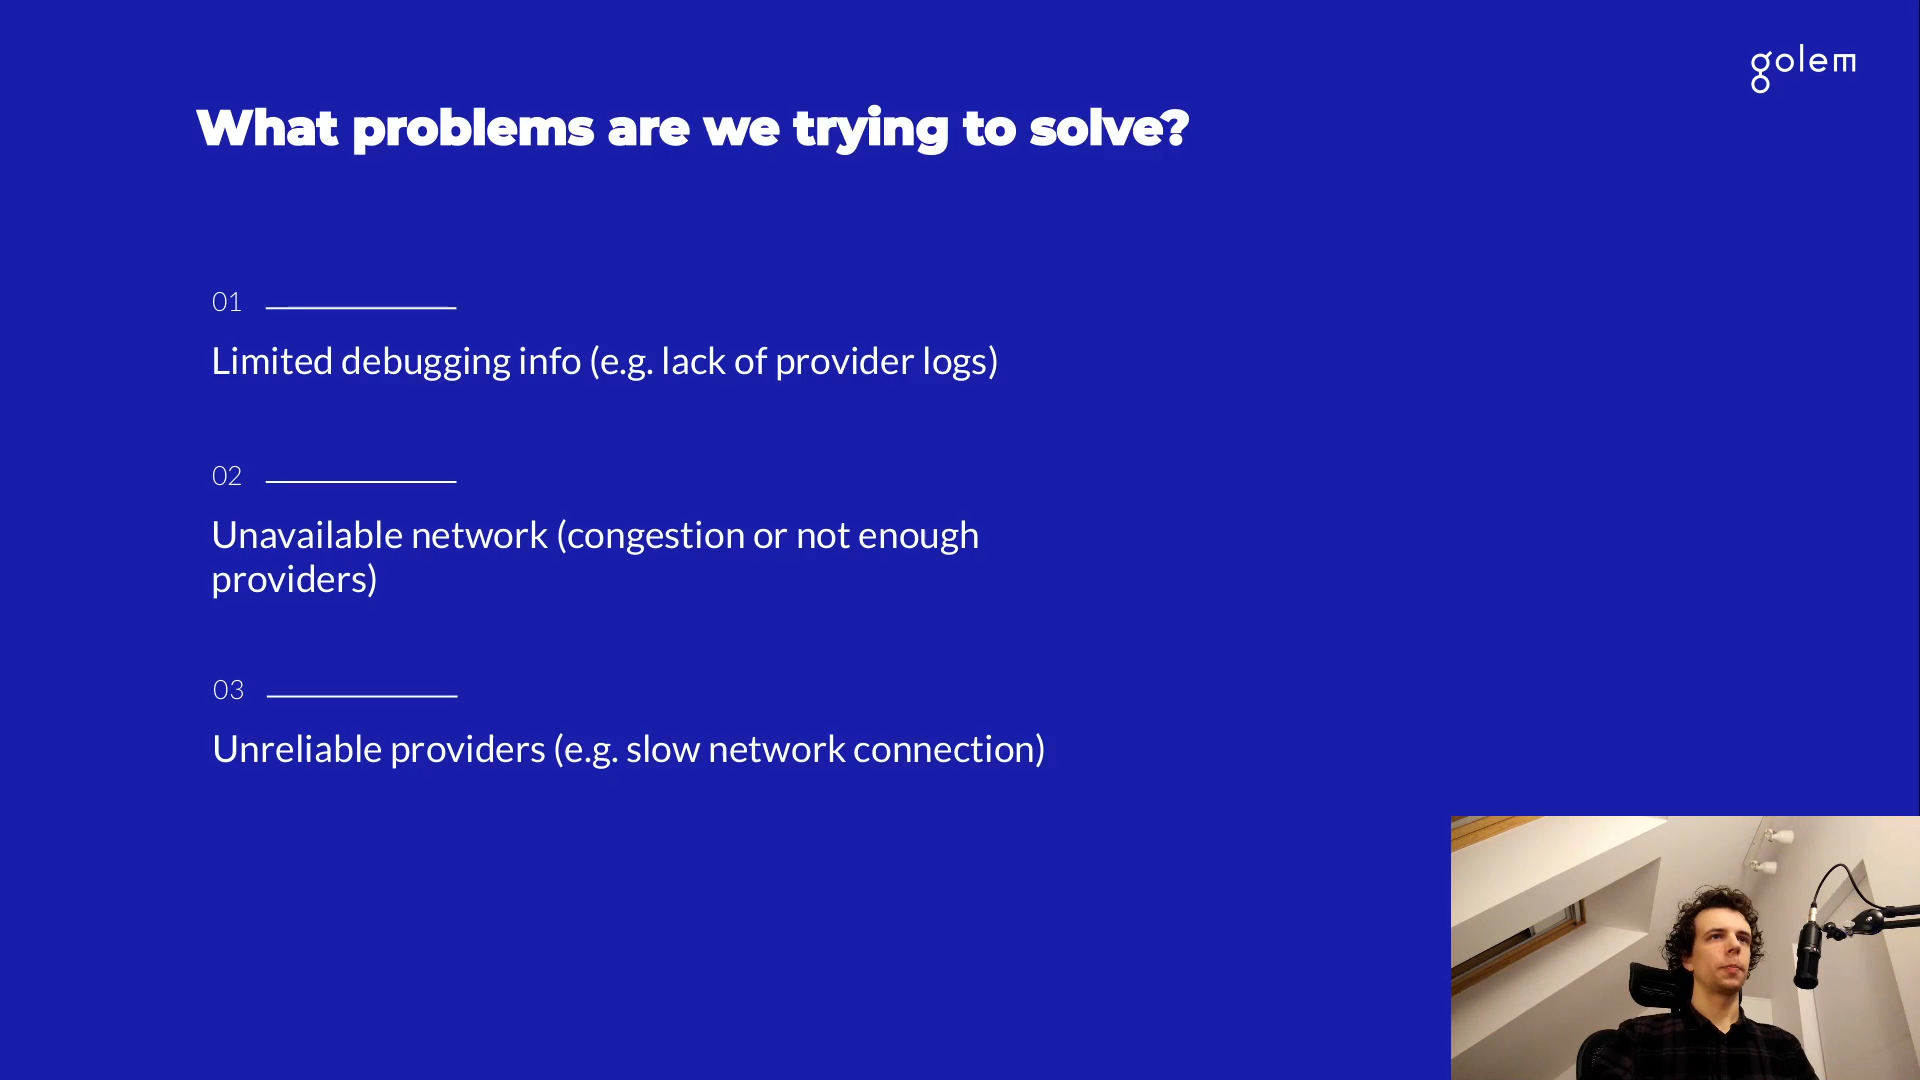 golem
What problems are we trying to solve?
01
Limited debugging info (e.g. lack of provider logs)
02
Unavailable network (congestion or not enough
providers)
03
Unreliable providers (e.g. slow network connection)